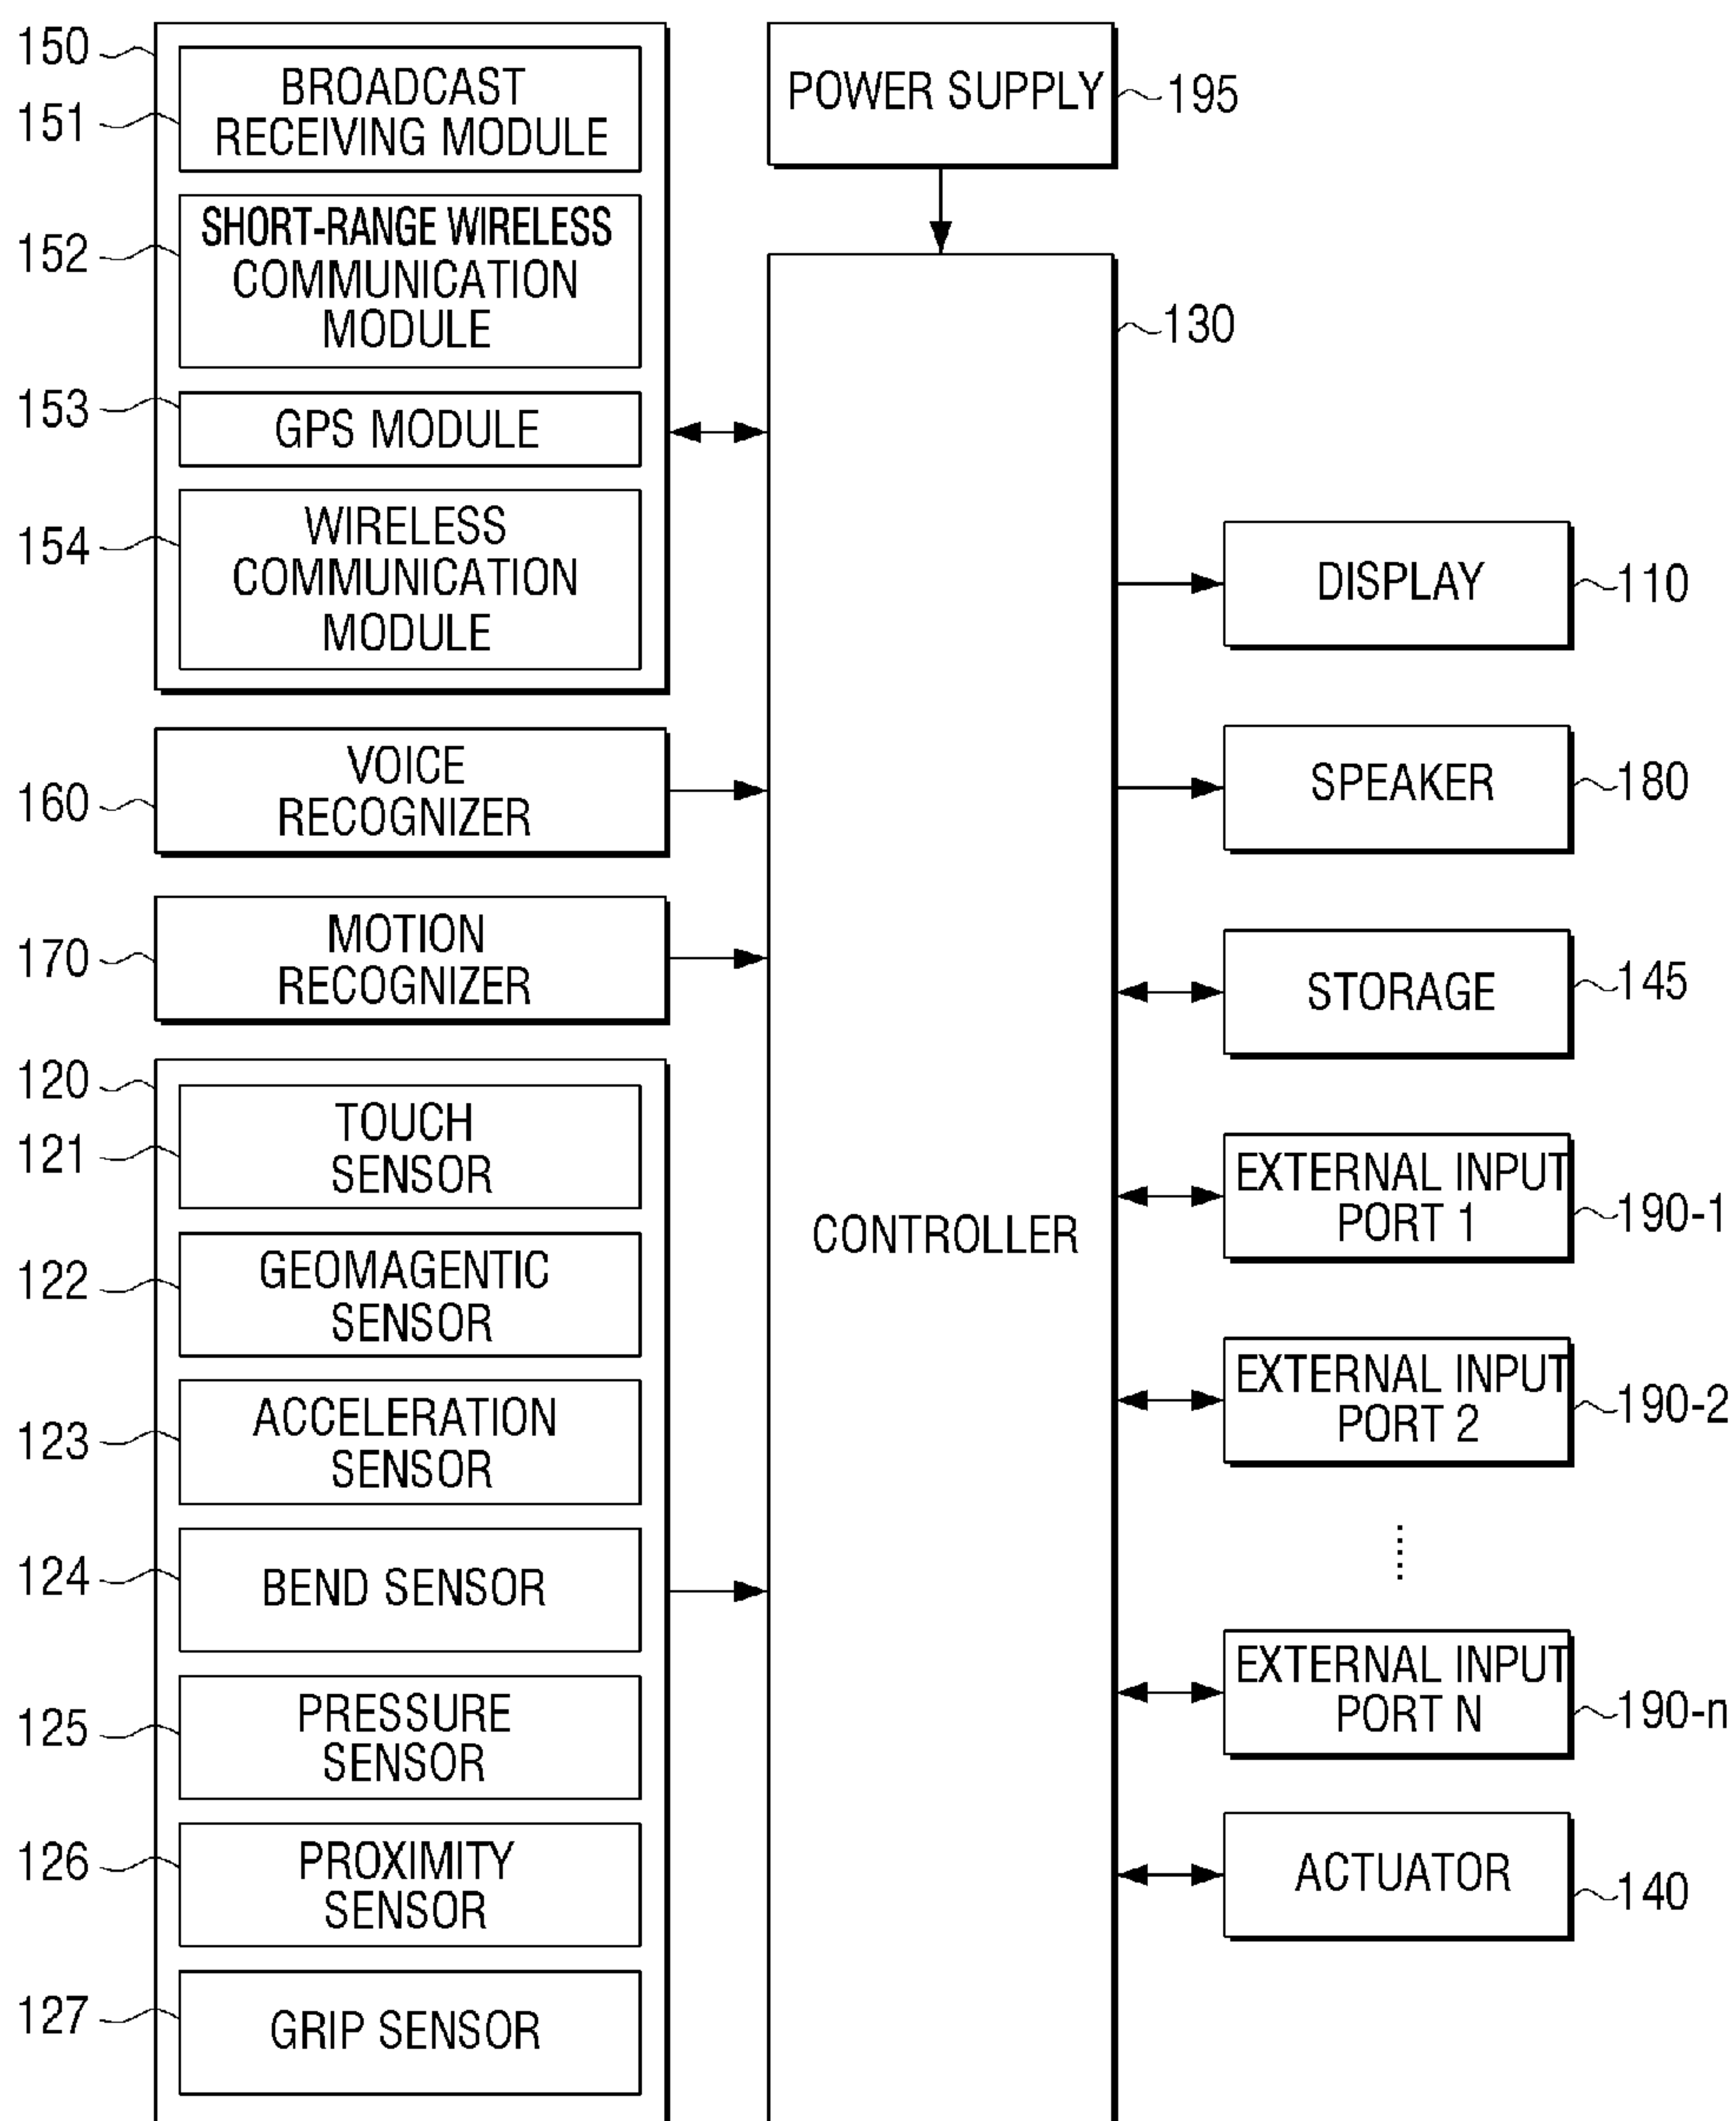 150
BROADCAST
RECEIVING MODULE
151
SHORT-RANGE WIRELESS
COMMUNICATION
MODULE
152
GPS MODULE
153
WIRELESS
COMMUNICATION
MODULE
154
VOICE
RECOGNIZER
160
MOTION
RECOGNIZER
170
120
TOUCH
SENSOR
121
GEOMAGENTIC
SENSOR
122
ACCELERATION
SENSOR
123
BEND SENSOR
124
PRESSURE
SENSOR
125
PROXIMITY
SENSOR
126
GRIP SENSOR
127
POWER SUPPLY
195
CONTROLLER
130
DISPLAY
110
SPEAKER
180
STORAGE
145
EXTERNAL INPUT
PORT 1
190-1
EXTERNAL INPUT
PORT 2
190-2
EXTERNAL INPUT
PORT N
190-n
ACTUATOR
140